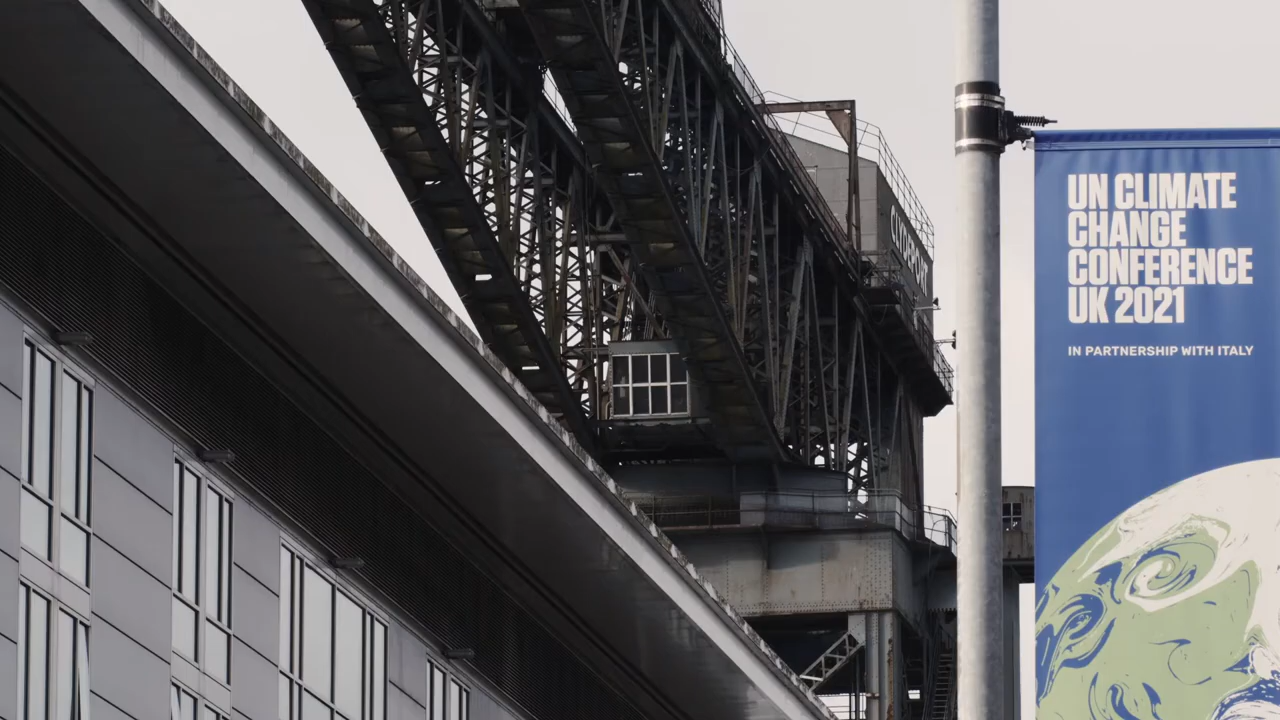 CLYDEPORT
UN CLIMATE
CHANGE
CONFERENCE
UK 2021
IN PARTNERSHIP WITH ITALY